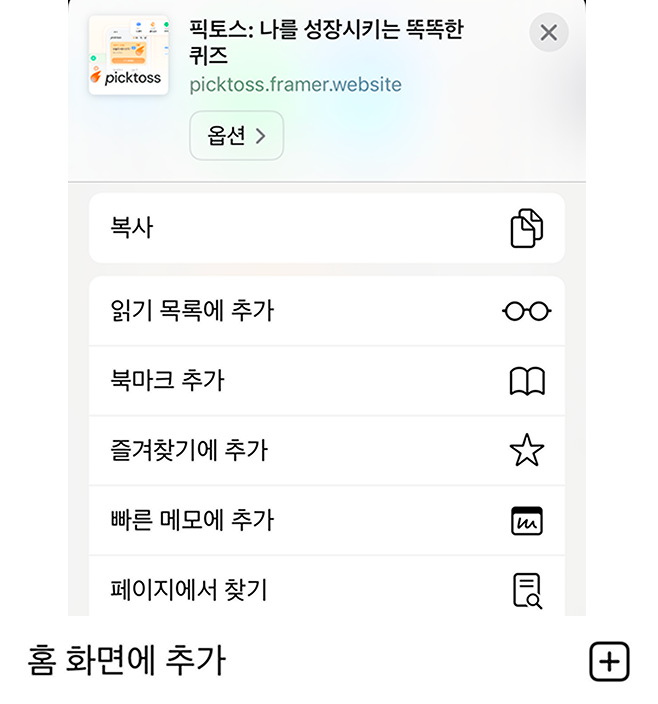 픽토스: 나를 성장시키는 똑똑한
퀴즈
picktoss.framer.website
picktoss
옵션
복사
읽기 목록에 추가
북마크 추가
즐겨찾기에 추가
빠른 메모에 추가
페이지에서 찾기
홈 화면에 추가